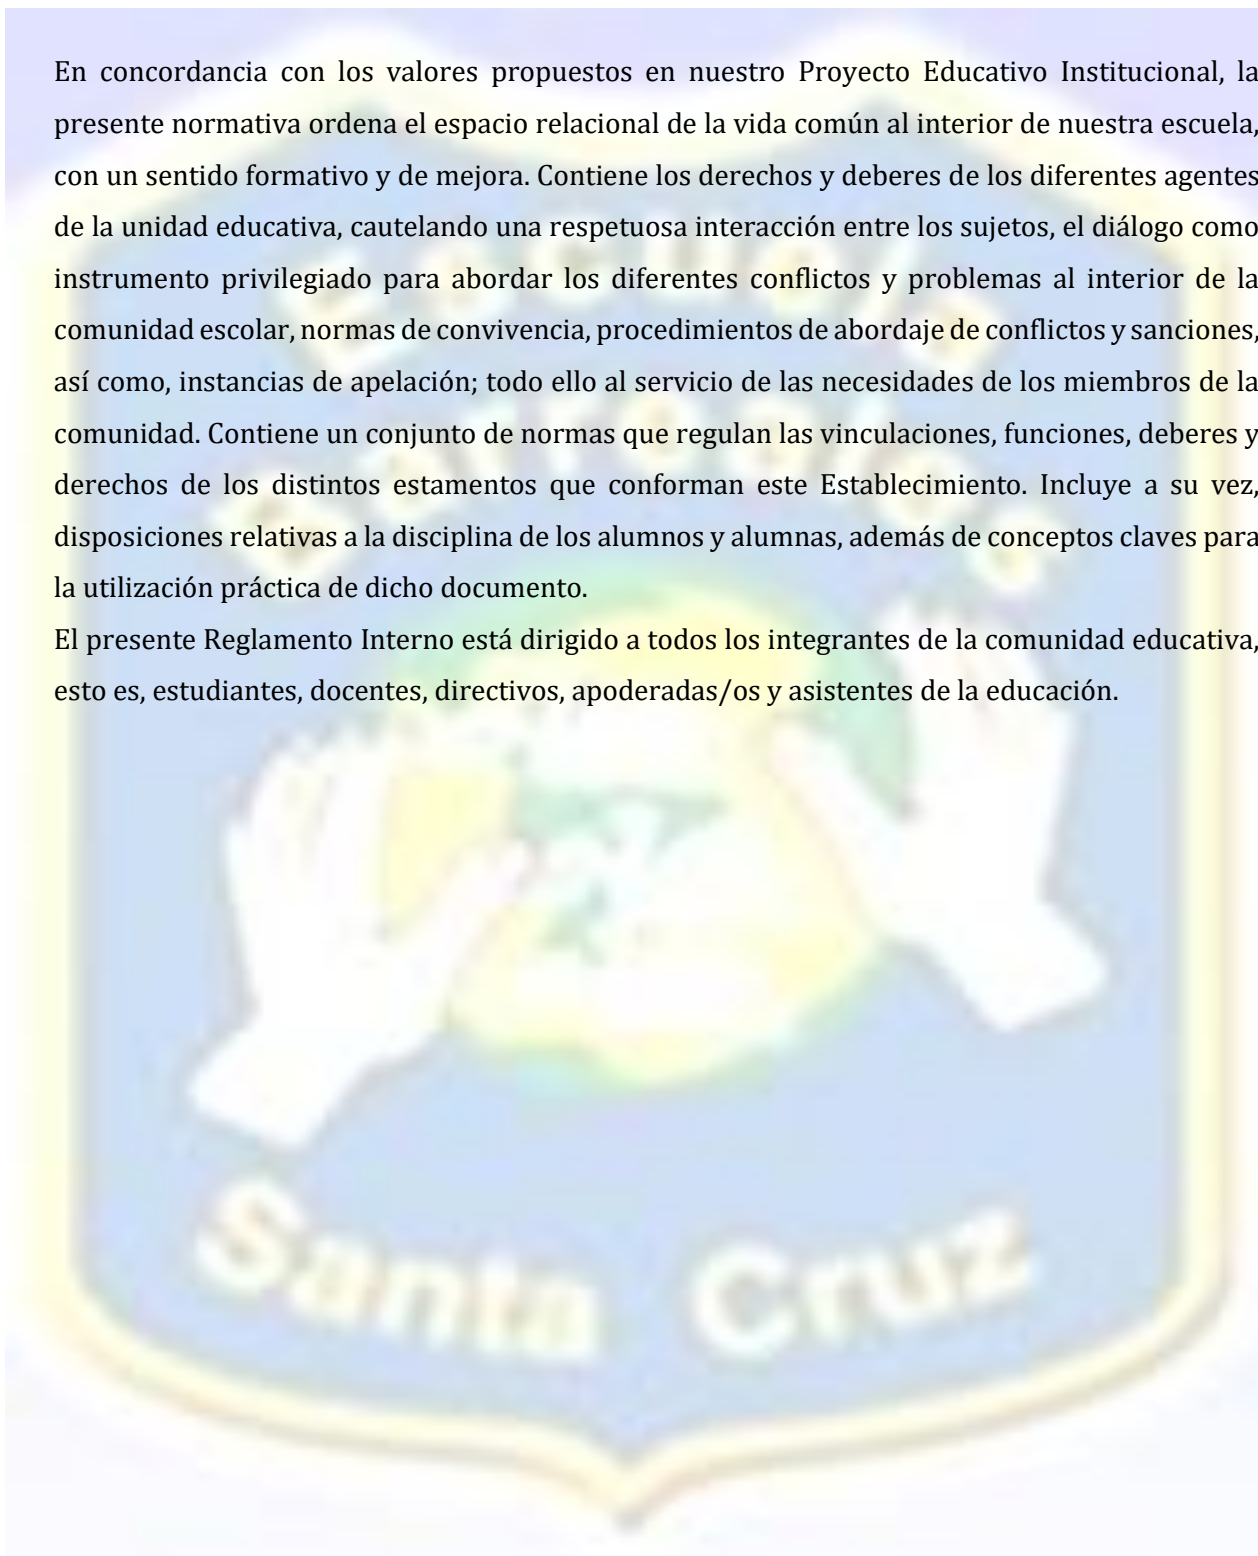 En concordancia con los valores propuestos en nuestro Proyecto Educativo Institucional, la
presente normativa ordena el espacio relacional de la vida común al interior de nuestra escuela,
con un sentido formativo y de mejora. Contiene los derechos y deberes de los diferentes agentes
de la unidad educativa, cautelando una respetuosa interacción entre los sujetos, el diálogo como
instrumento privilegiado para abordar los diferentes conflictos y problemas al interior de la
comunidad escolar, normas de convivencia, procedimientos de abordaje de conflictos y sanciones,
así como, instancias de apelación; todo ello al servicio de las necesidades de los miembros de la
comunidad. Contiene un conjunto de normas que regulan las vinculaciones, funciones, deberes y
derechos de los distintos estamentos que conforman este Establecimiento. Incluye a su vez,
disposiciones relativas a la disciplina de los alumnos y alumnas, además de conceptos claves para
la utilización práctica de dicho documento.
El presente Reglamento Interno está dirigido a todos los integrantes de la comunidad educativa,
esto es, estudiantes, docentes, directivos, apoderadas/os y asistentes de la educación.
Escuela
Santa Cruz